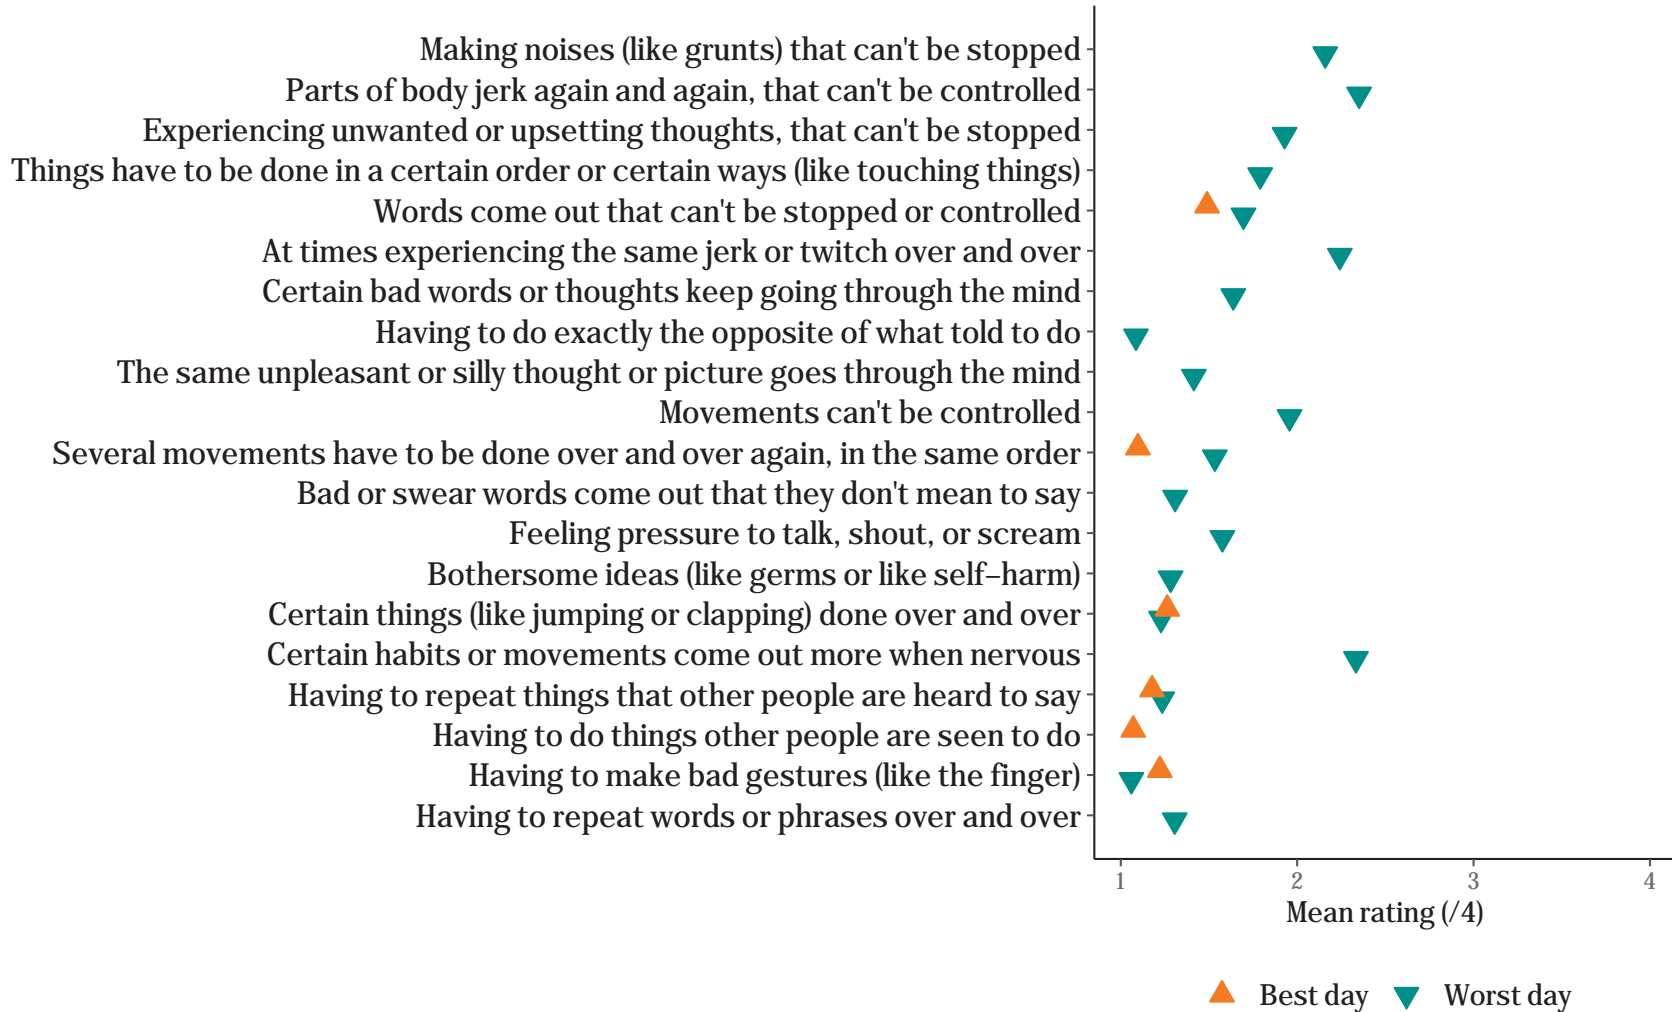 Making noises (like grunts) that can't be stopped
Parts of body jerk again and again, that can't be controlled
Experiencing unwanted or upsetting thoughts, that can't be stopped
Things have to be done in a certain order or certain ways (like touching things)
Words come out that can't be stopped or controlled
At times experiencing the same jerk or twitch over and over
Certain bad words or thoughts keep going through the mind
Having to do exactly the opposite of what told to do
The same unpleasant or silly thought or picture goes through the mind
Movements can't be controlled
Several movements have to be done over and over again, in the same order
Bad or swear words come out that they don't mean to say
Feeling pressure to talk, shout, or scream
Bothersome ideas (like germs or like self–harm)
Certain things (like jumping or clapping) done over and over
Certain habits or movements come out more when nervous
Having to repeat things that other people are heard to say
Having to do things other people are seen to do
Having to make bad gestures (like the finger)
Having to repeat words or phrases over and over
1 2 3 4
Mean rating (/4)
Best day Worst day